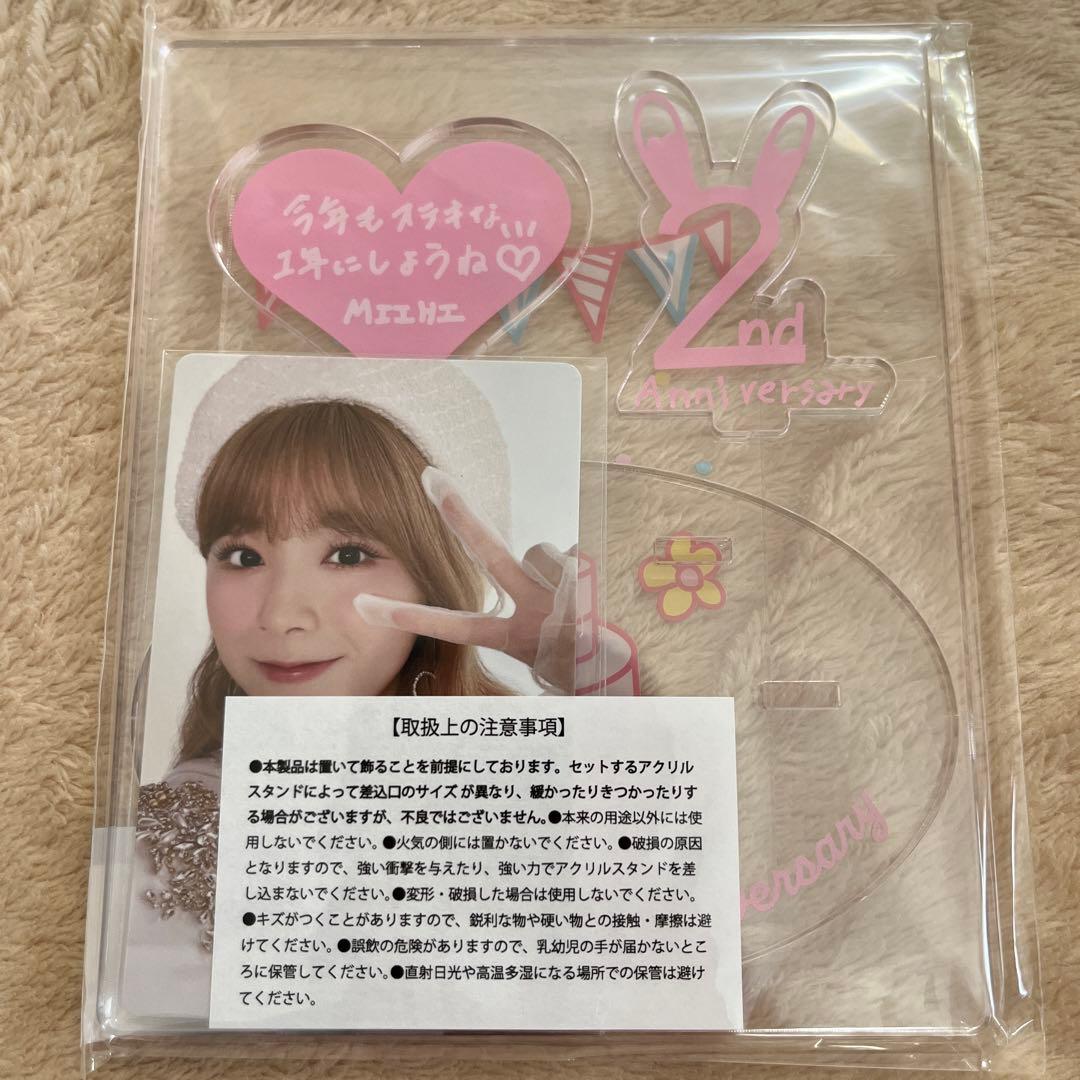 今年もステキな
1年にしようね♡
MIIHI
2nd
Anniversary
【取扱上の注意事項】
●本製品は置いて飾ることを前提にしております。セットするアクリル
スタンドによって差込口のサイズが異なり、緩かったりきつかったりす
る場合がございますが、不良ではございません。●本来の用途以外には使
用しないでください。●火気の側には置かないでください。●破損の原因
となりますので、強い衝撃を与えたり、強い力でアクリルスタンドを差
し込まないでください。●変形・破損した場合は使用しないでください。
●キズがつくことがありますので、鋭利な物や硬い物との接触・摩擦は避
けてください。●誤飲の危険がありますので、乳幼児の手が届かないとこ
ろに保管してください。●直射日光や高温多湿になる場所での保管は避け
てください。
versary